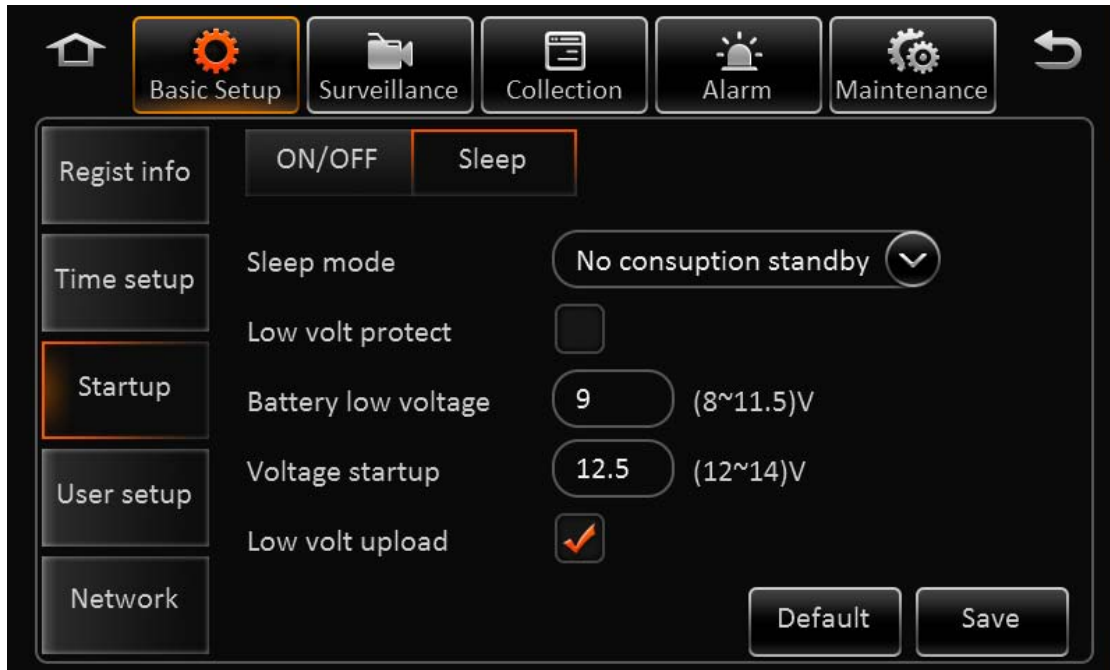 Basic Setup
Surveillance
Collection
Alarm
Maintenance
Regist info
Time setup
Startup
User setup
Network
ON/OFF
Sleep
Sleep mode
No consuption standby
Low volt protect
Battery low voltage
9
(8~11.5)V
Voltage startup
12.5
(12~14)V
Low volt upload
Default
Save